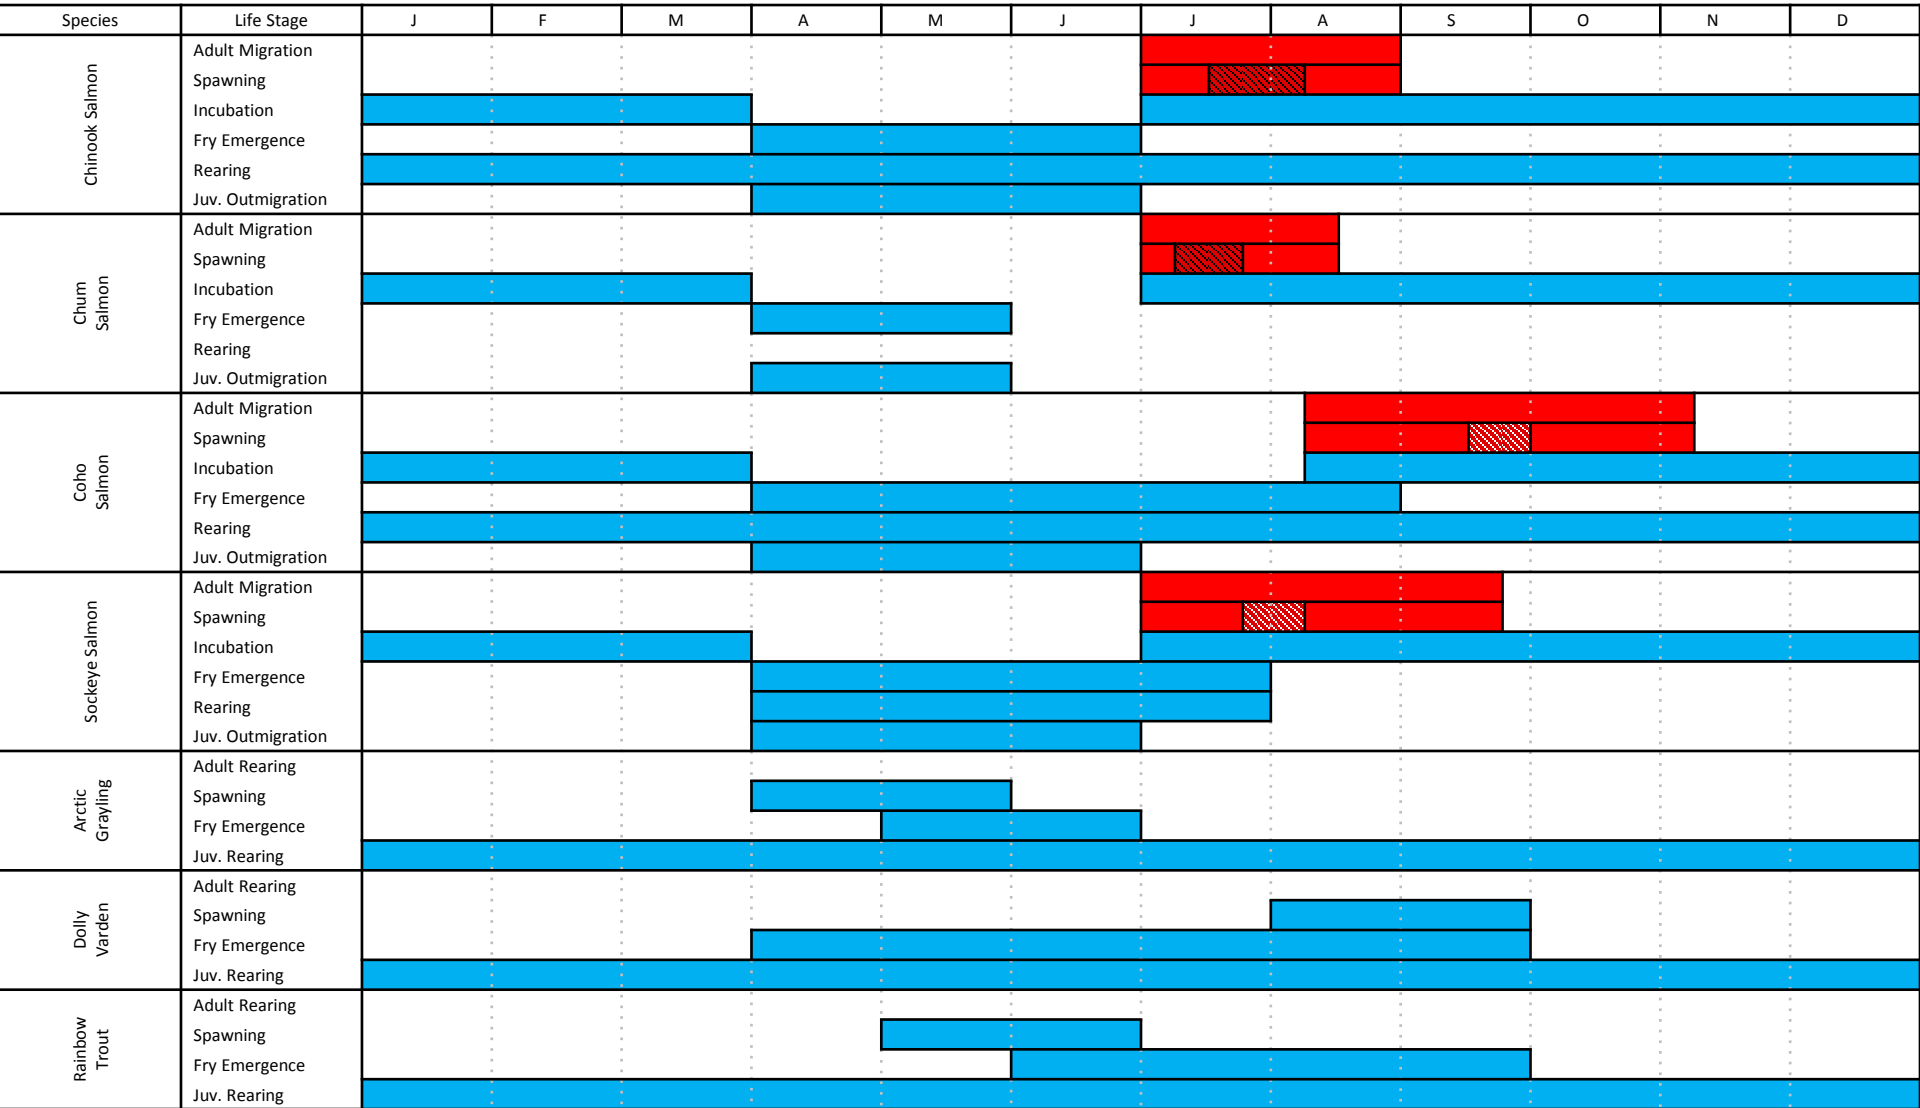 Species Life Stage J F M A M J J A S O N D
Chinook Salmon
Adult Migration
Spawning
Incubation
Fry Emergence
Rearing
Juv. Outmigration
Chum
Salmon
Adult Migration
Spawning
Incubation
Fry Emergence
Rearing
Juv. Outmigration
Coho
Salmon
Adult Migration
Spawning
Incubation
Fry Emergence
Rearing
Juv. Outmigration
Sockeye Salmon
Adult Migration
Spawning
Incubation
Fry Emergence
Rearing
Juv. Outmigration
Arctic
Grayling
Adult Rearing
Spawning
Fry Emergence
Juv. Rearing
Dolly
Varden
Adult Rearing
Spawning
Fry Emergence
Juv. Rearing
Rainbow
Trout
Adult Rearing
Spawning
Fry Emergence
Juv. Rearing